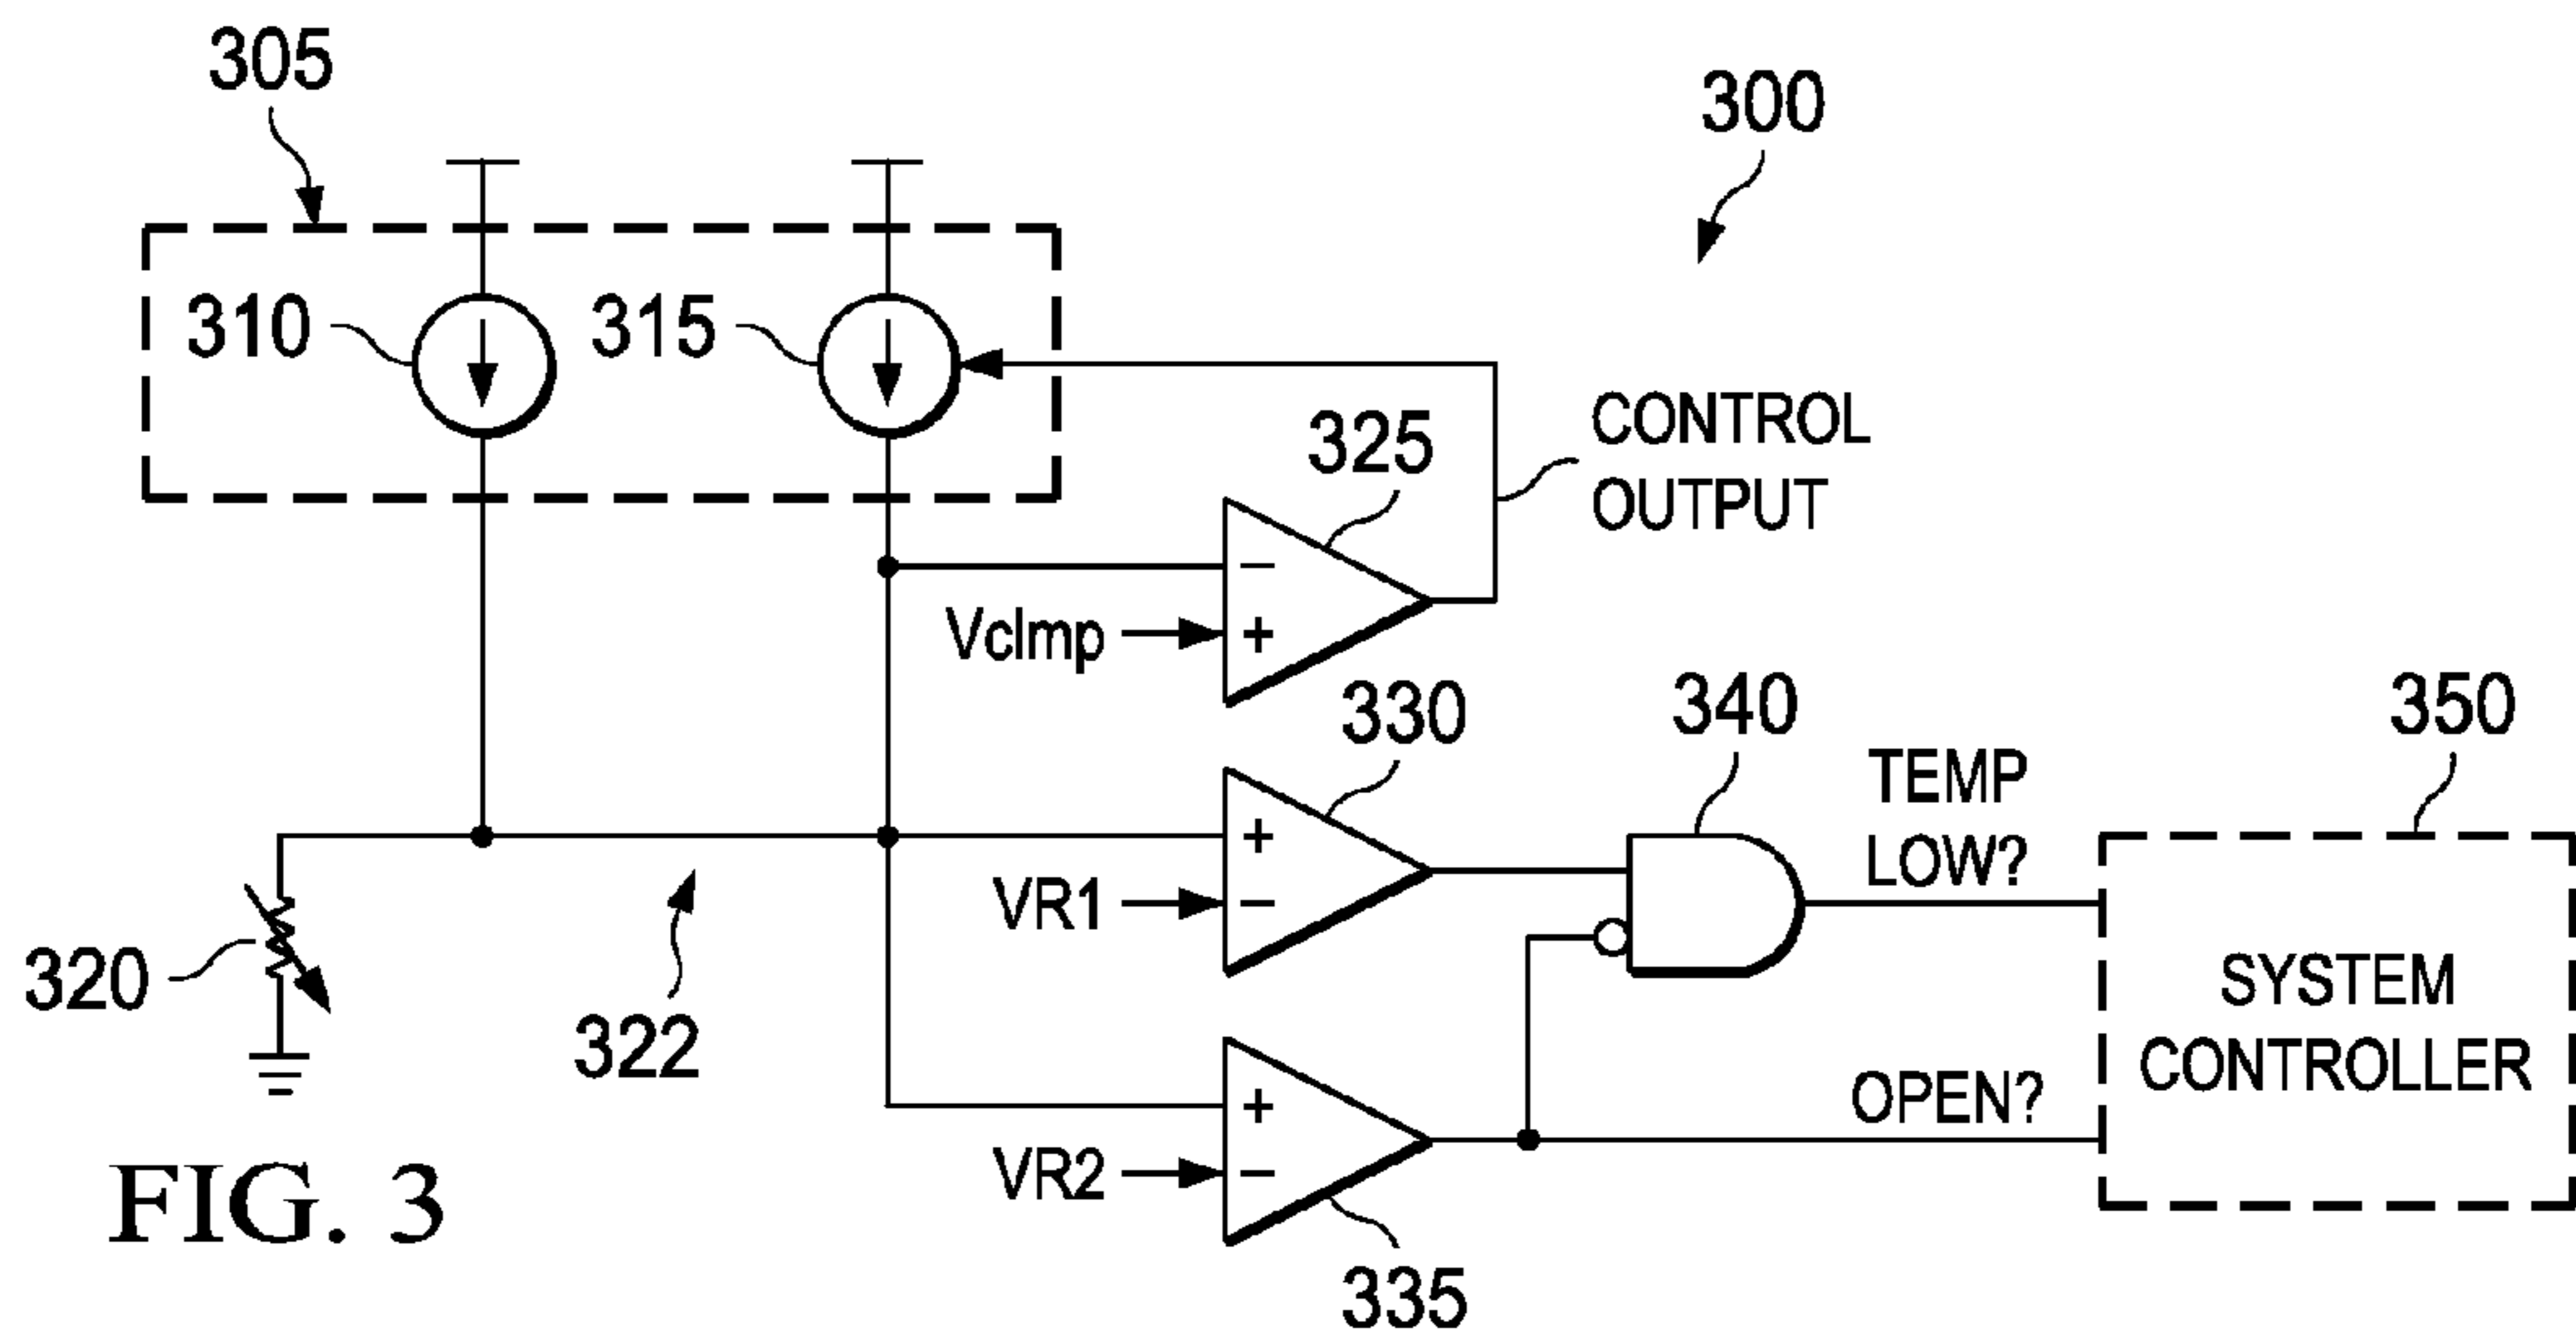 305
300
310
315
325
CONTROL
OUTPUT
−
Vclmp
+
330
340
350
TEMP
LOW?
+
VR1
−
320
322
SYSTEM
CONTROLLER
OPEN?
+
VR2
−
335
FIG. 3